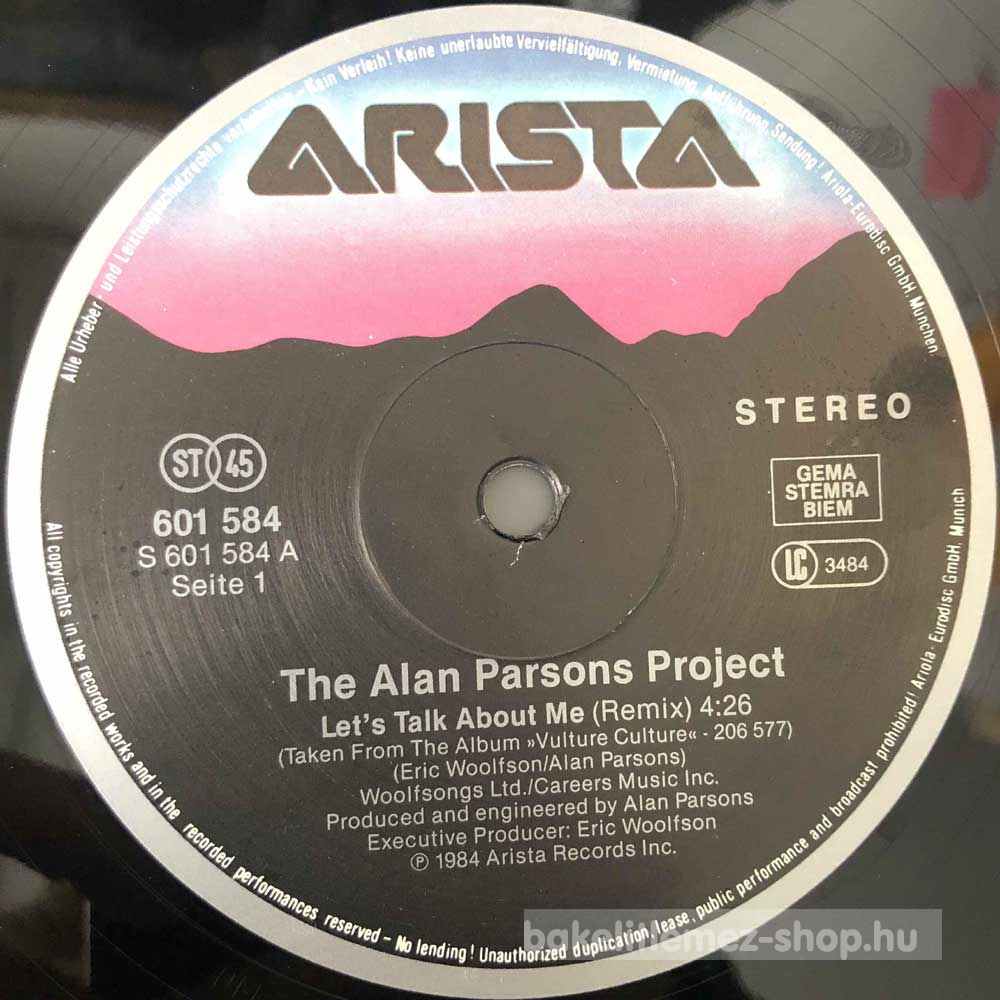 Alle Urheber- und Leistungsschutzrechte vorbehalten – Kein Verleih! Keine unerlaubte Vervielfältigung, Vermietung, Aufführung, Sendung! Ariola-Eurodisc GmbH, München.
ARISTA
STEREO
ST 45
601 584
S 601 584 A
Seite 1
GEMA
STEMRA
BIEM
LC 3484
The Alan Parsons Project
Let's Talk About Me (Remix) 4:26
(Taken From The Album »Vulture Culture« - 206 577)
(Eric Woolfson/Alan Parsons)
Woolfsongs Ltd./Careers Music Inc.
Produced and engineered by Alan Parsons
Executive Producer: Eric Woolfson
℗ 1984 Arista Records Inc.
All copyrights in the recorded works and in the recorded performances reserved – No lending! Unauthorized duplication, lease, public performance and broadcast prohibited! Ariola - Eurodisc GmbH, Munich
bakelitlemez-shop.hu